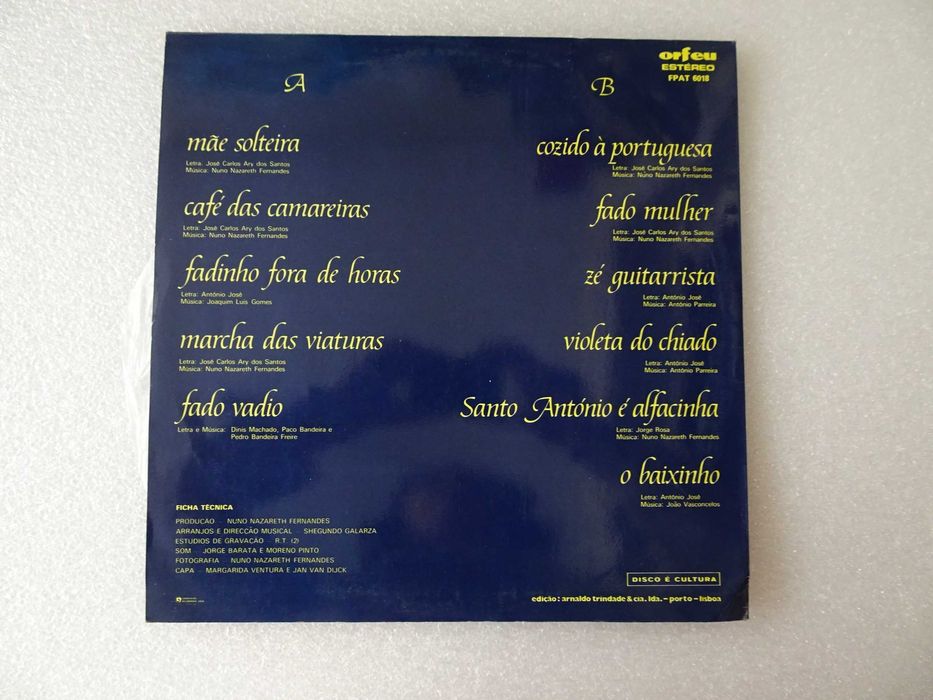 orfeu
ESTÉREO
FPAT 6018
A
mãe solteira
Letra: José Carlos Ary dos Santos
Música: Nuno Nazareth Fernandes
café das camareiras
Letra: José Carlos Ary dos Santos
Música: Nuno Nazareth Fernandes
fadinho fora de horas
Letra: António José
Música: Joaquim Luis Gomes
marcha das viaturas
Letra: José Carlos Ary dos Santos
Música: Nuno Nazareth Fernandes
fado vadio
Letra e Música: Dinis Machado, Paco Bandeira e
Pedro Bandeira Freire
B
cozido à portuguesa
Letra: José Carlos Ary dos Santos
Música: Nuno Nazareth Fernandes
fado mulher
Letra: José Carlos Ary dos Santos
Música: Nuno Nazareth Fernandes
zé guitarrista
Letra: António José
Música: António Parreira
violeta do chiado
Letra: António José
Música: António Parreira
Santo António é alfacinha
Letra: Jorge Rosa
Música: Nuno Nazareth Fernandes
o baixinho
Letra: António José
Música: João Vasconcelos
FICHA TÉCNICA
PRODUÇÃO — NUNO NAZARETH FERNANDES
ARRANJOS E DIRECÇÃO MUSICAL — SHEGUNDO GALARZA
ESTUDIOS DE GRAVAÇÃO — R.T. (2)
SOM — JORGE BARATA E MORENO PINTO
FOTOGRAFIA — NUNO NAZARETH FERNANDES
CAPA — MARGARIDA VENTURA E JAN VAN DIJCK
DISCO É CULTURA
edição: arnaldo trindade & cia. lda. – porto – lisboa